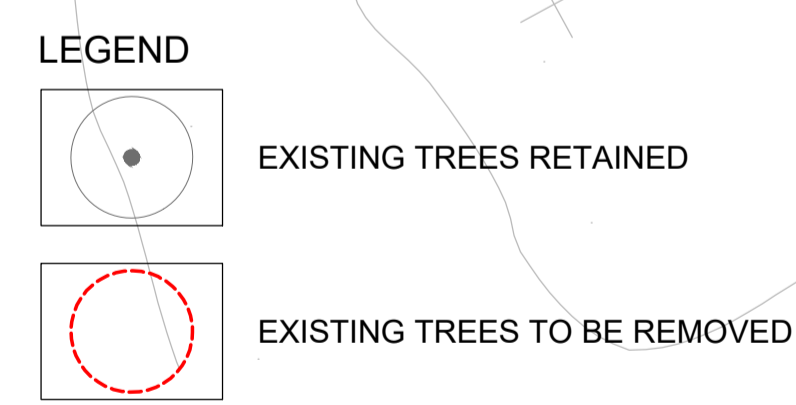 LEGEND
EXISTING TREES RETAINED
EXISTING TREES TO BE REMOVED